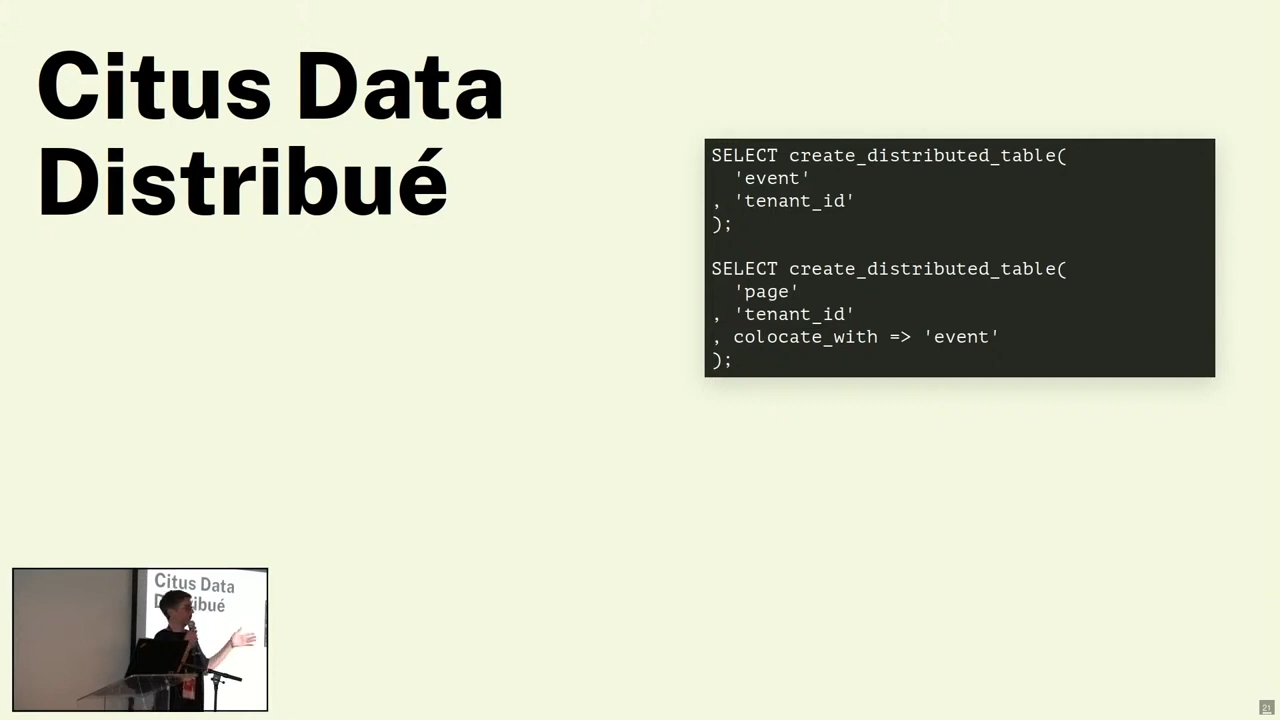 Citus Data
Distribué
SELECT create_distributed_table(
  'event'
, 'tenant_id'
);
SELECT create_distributed_table(
  'page'
, 'tenant_id'
, colocate_with => 'event'
);
Citus Data
Distribué
21